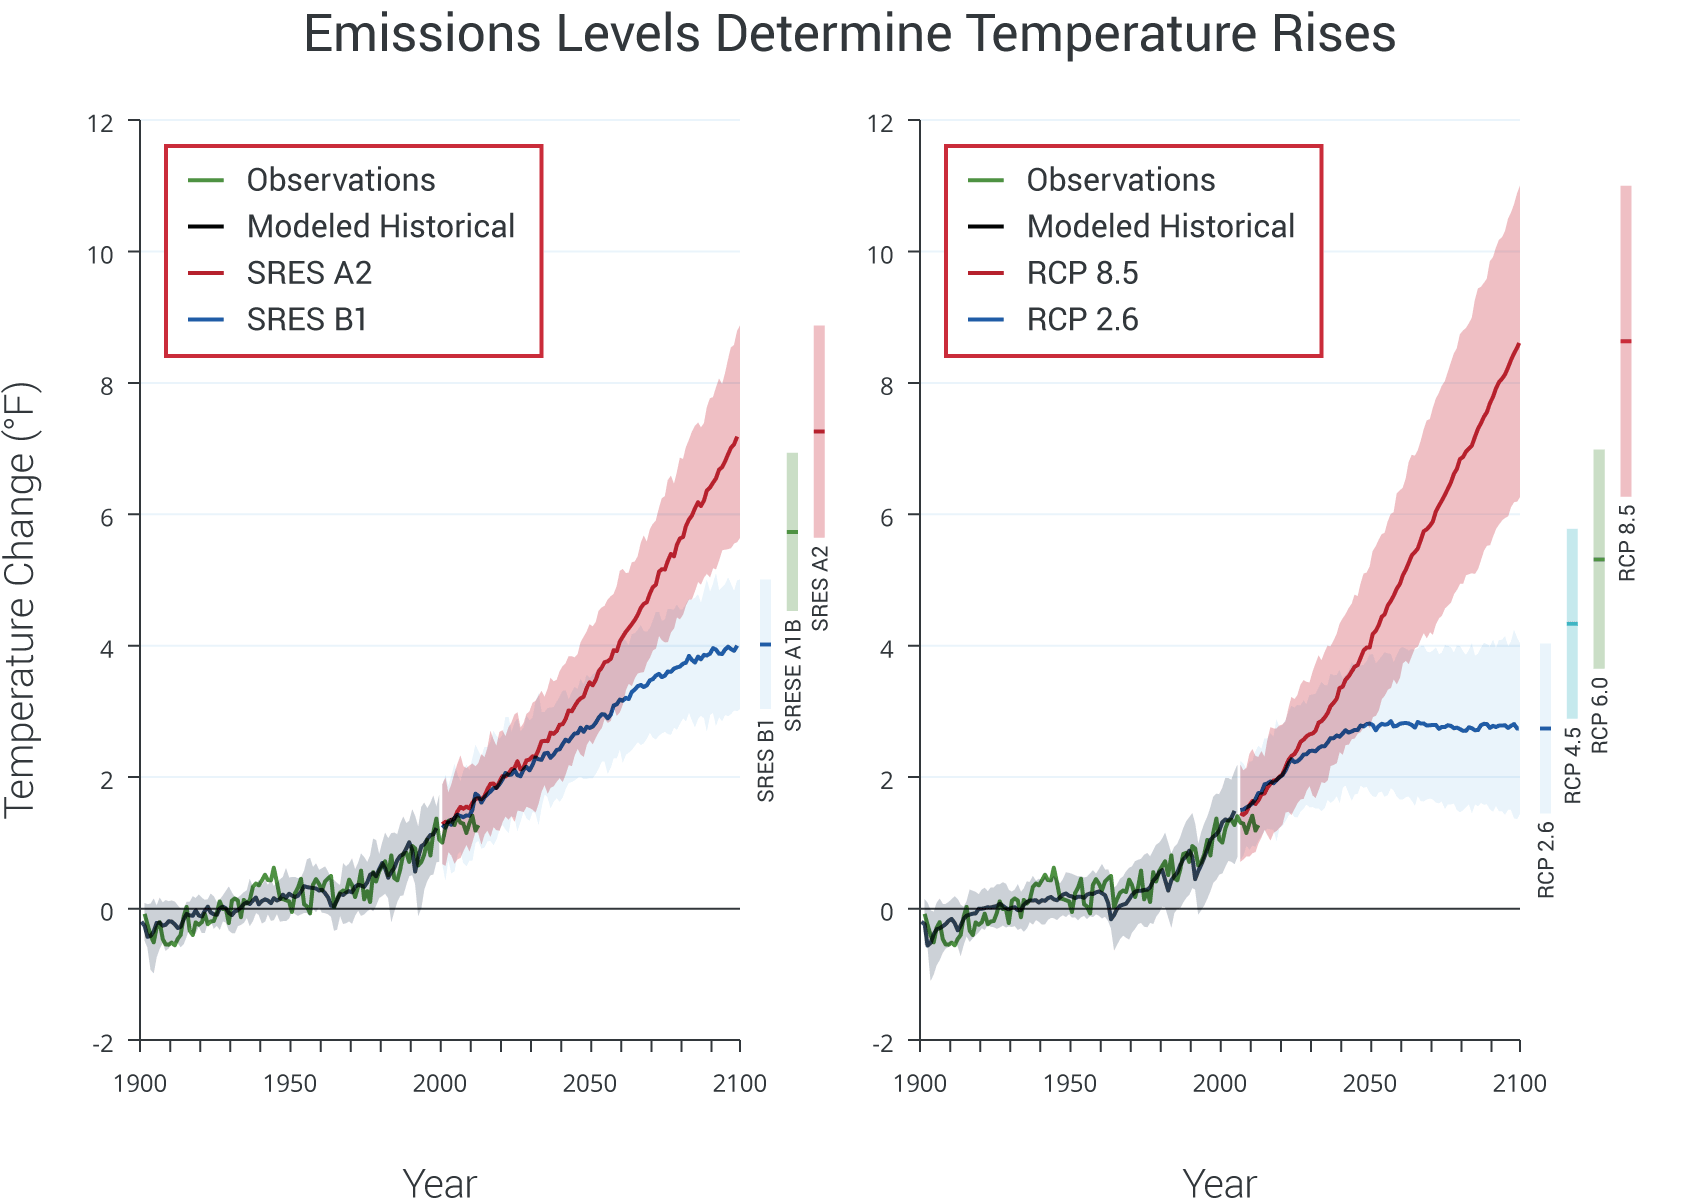 Emissions Levels Determine Temperature Rises
Temperature Change (°F)
12
10
8
6
4
2
0
-2
Observations
Modeled Historical
SRES A2
SRES B1
1900
1950
2000
2050
2100
Year
SRES B1
SRESE A1B
SRES A2
12
10
8
6
4
2
0
-2
Observations
Modeled Historical
RCP 8.5
RCP 2.6
1900
1950
2000
2050
2100
Year
RCP 2.6
RCP 4.5
RCP 6.0
RCP 8.5